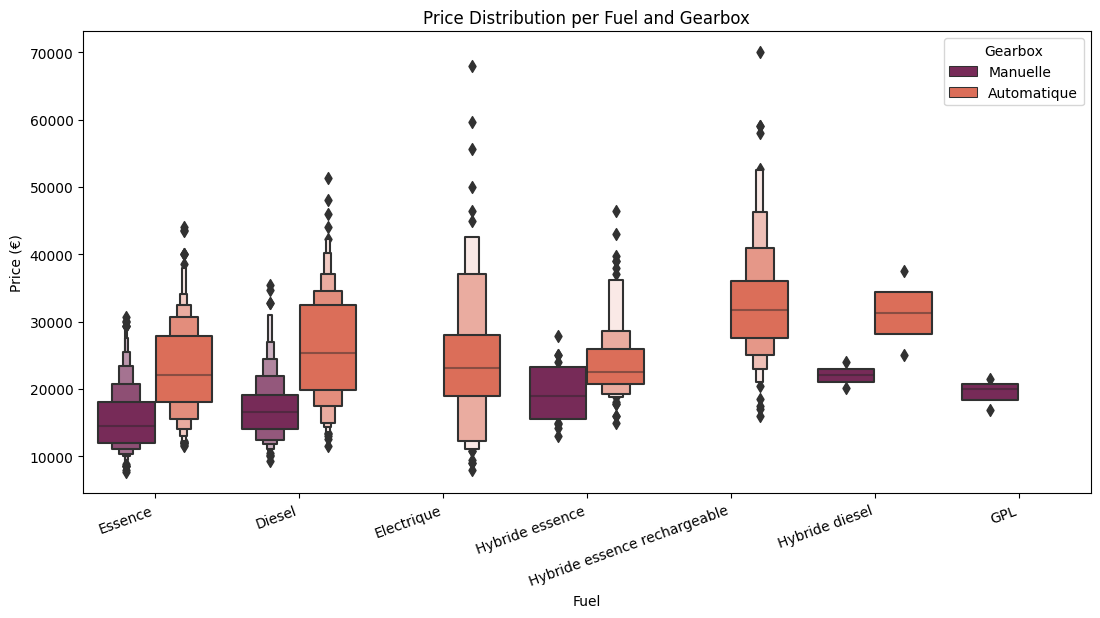 Price Distribution per Fuel and Gearbox
Gearbox
Manuelle
Automatique
70000
60000
50000
40000
30000
20000
10000
Price (€)
Essence
Diesel
Electrique
Hybride essence
Hybride essence rechargeable
Hybride diesel
GPL
Fuel